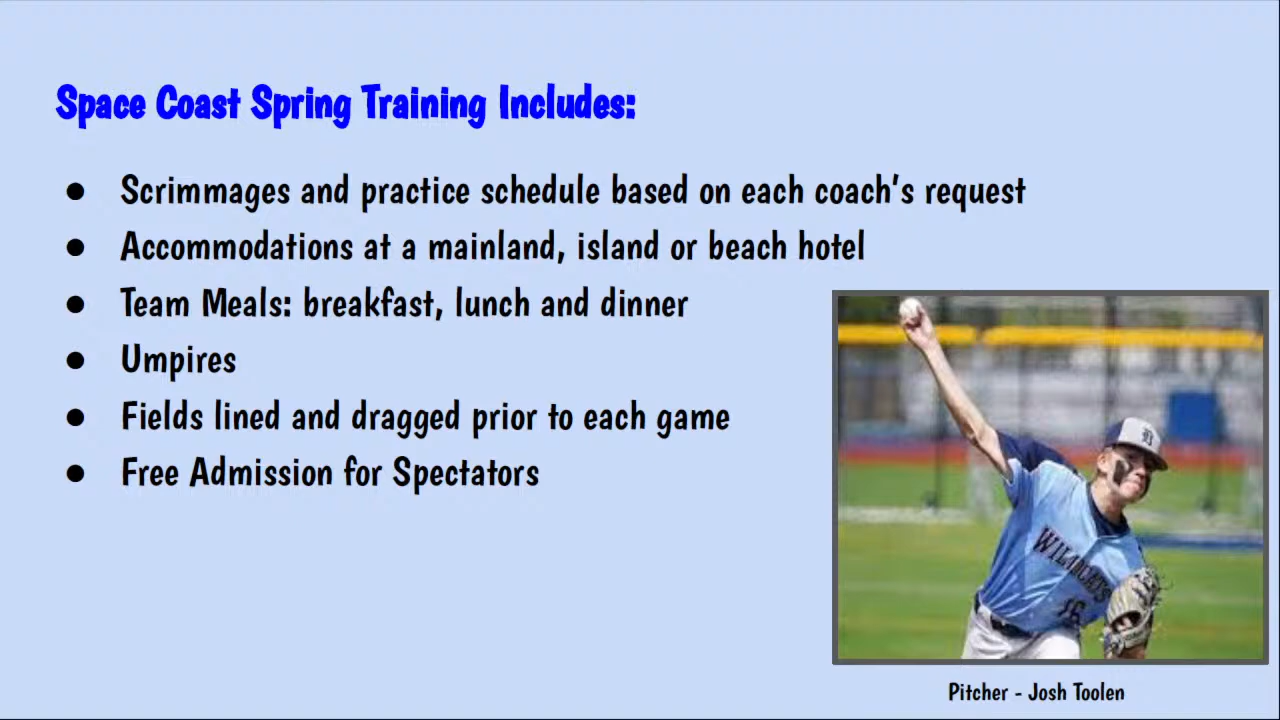 Space Coast Spring Training Includes:
● Scrimmages and practice schedule based on each coach's request
● Accommodations at a mainland, island or beach hotel
● Team Meals: breakfast, lunch and dinner
● Umpires
● Fields lined and dragged prior to each game
● Free Admission for Spectators
B
WILDCATS
16
Pitcher - Josh Toolen